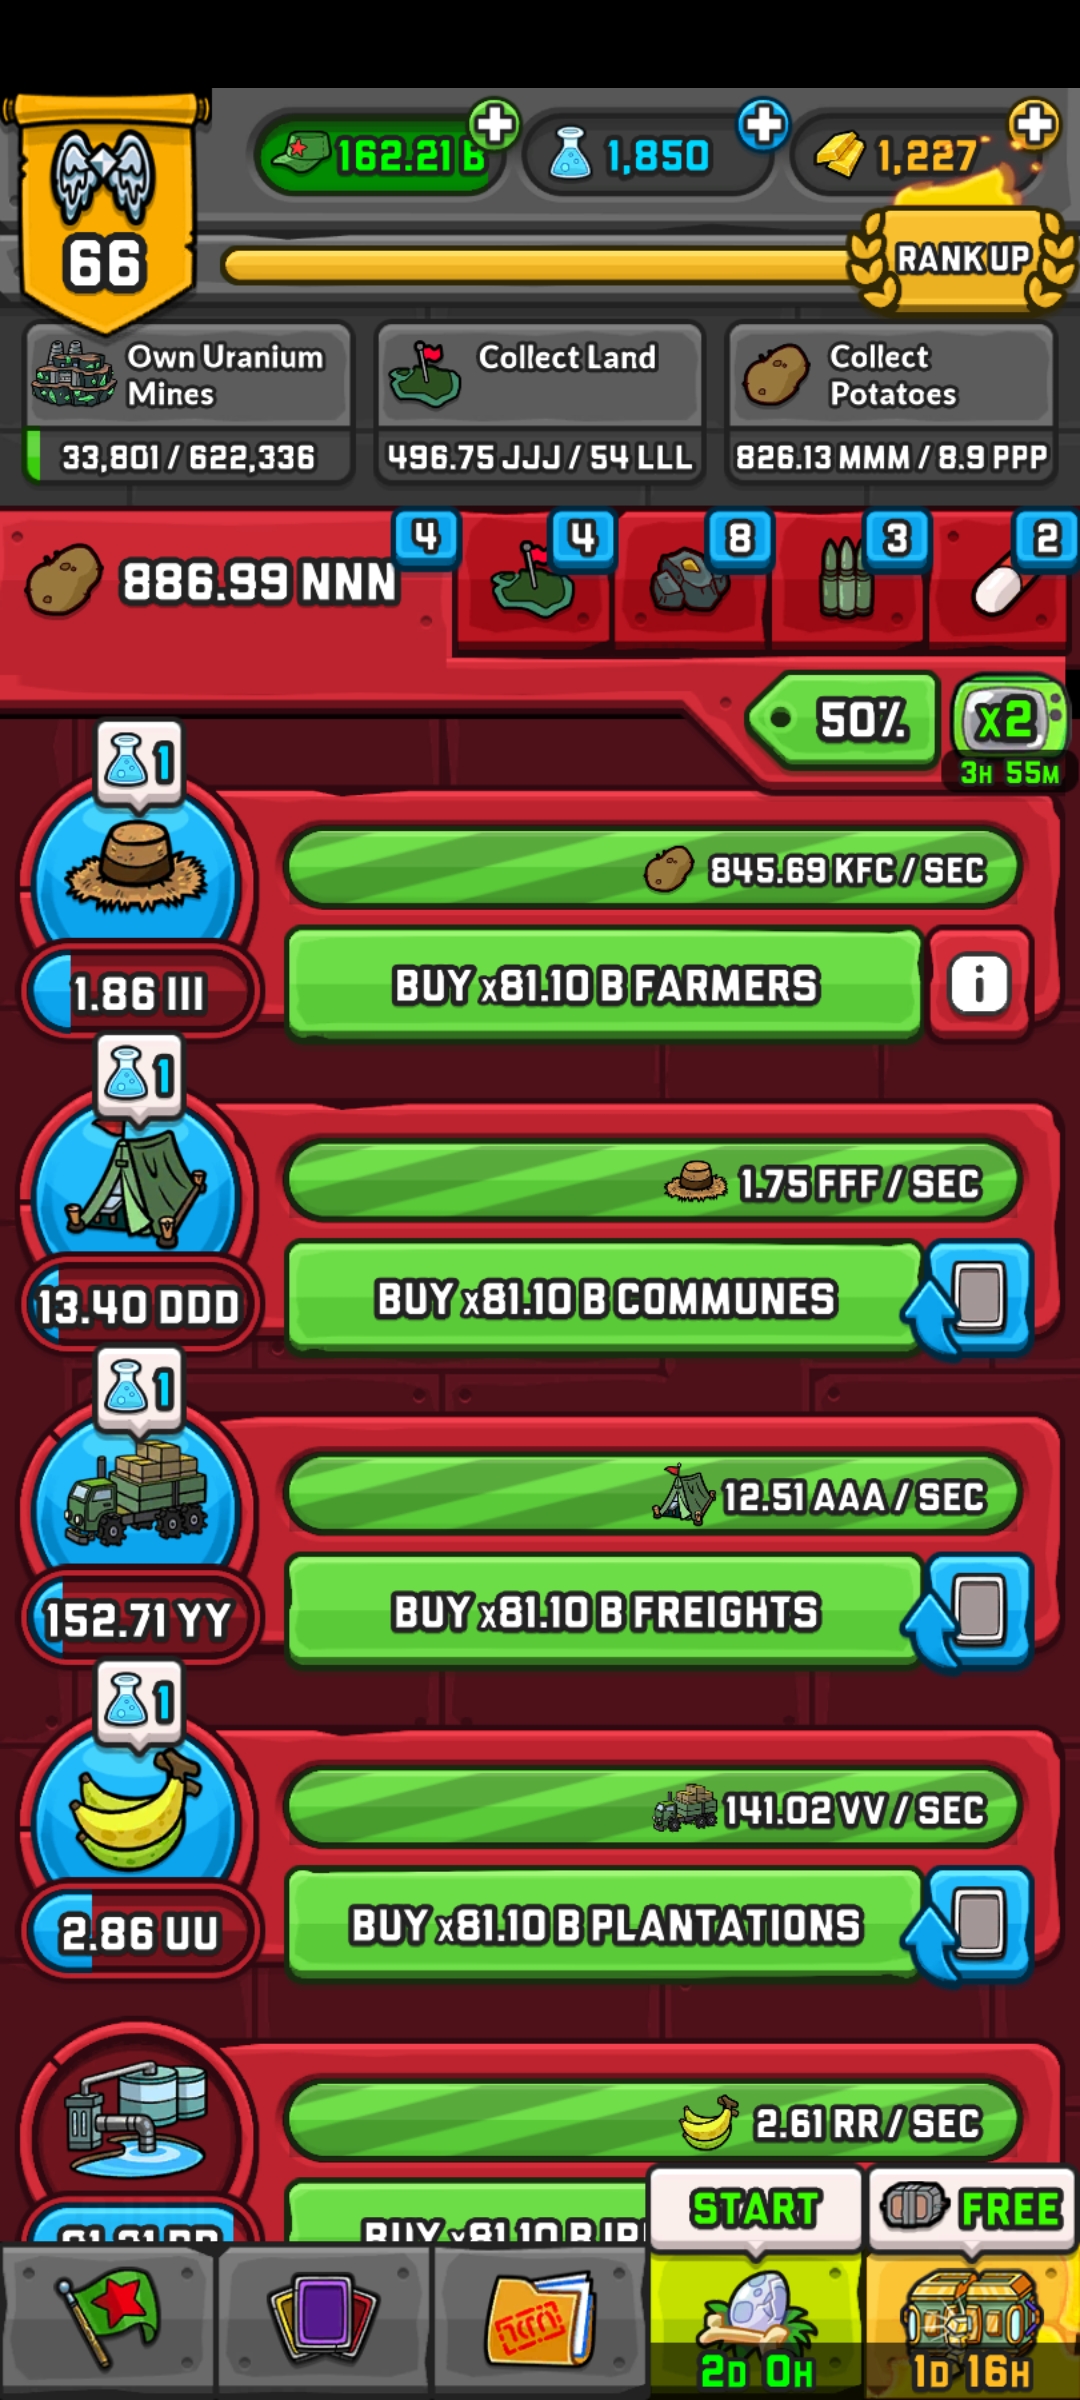 162.21 B
1,850
1,227
66
RANK UP
Own Uranium
Mines
33,801 / 622,336
Collect Land
496.75 JJJ / 54 LLL
Collect
Potatoes
826.13 MMM / 8.9 PPP
886.99 NNN
4
4
8
3
2
50%
x2
3H 55M
1
845.69 KFC / SEC
1.86 III
BUY x81.10 B FARMERS
i
1
1.75 FFF / SEC
13.40 DDD
BUY x81.10 B COMMUNES
1
12.51 AAA / SEC
152.71 YY
BUY x81.10 B FREIGHTS
1
141.02 VV / SEC
2.86 UU
BUY x81.10 B PLANTATIONS
2.61 RR / SEC
BUY x81.10 B
START
FREE
2D 0H
1D 16H